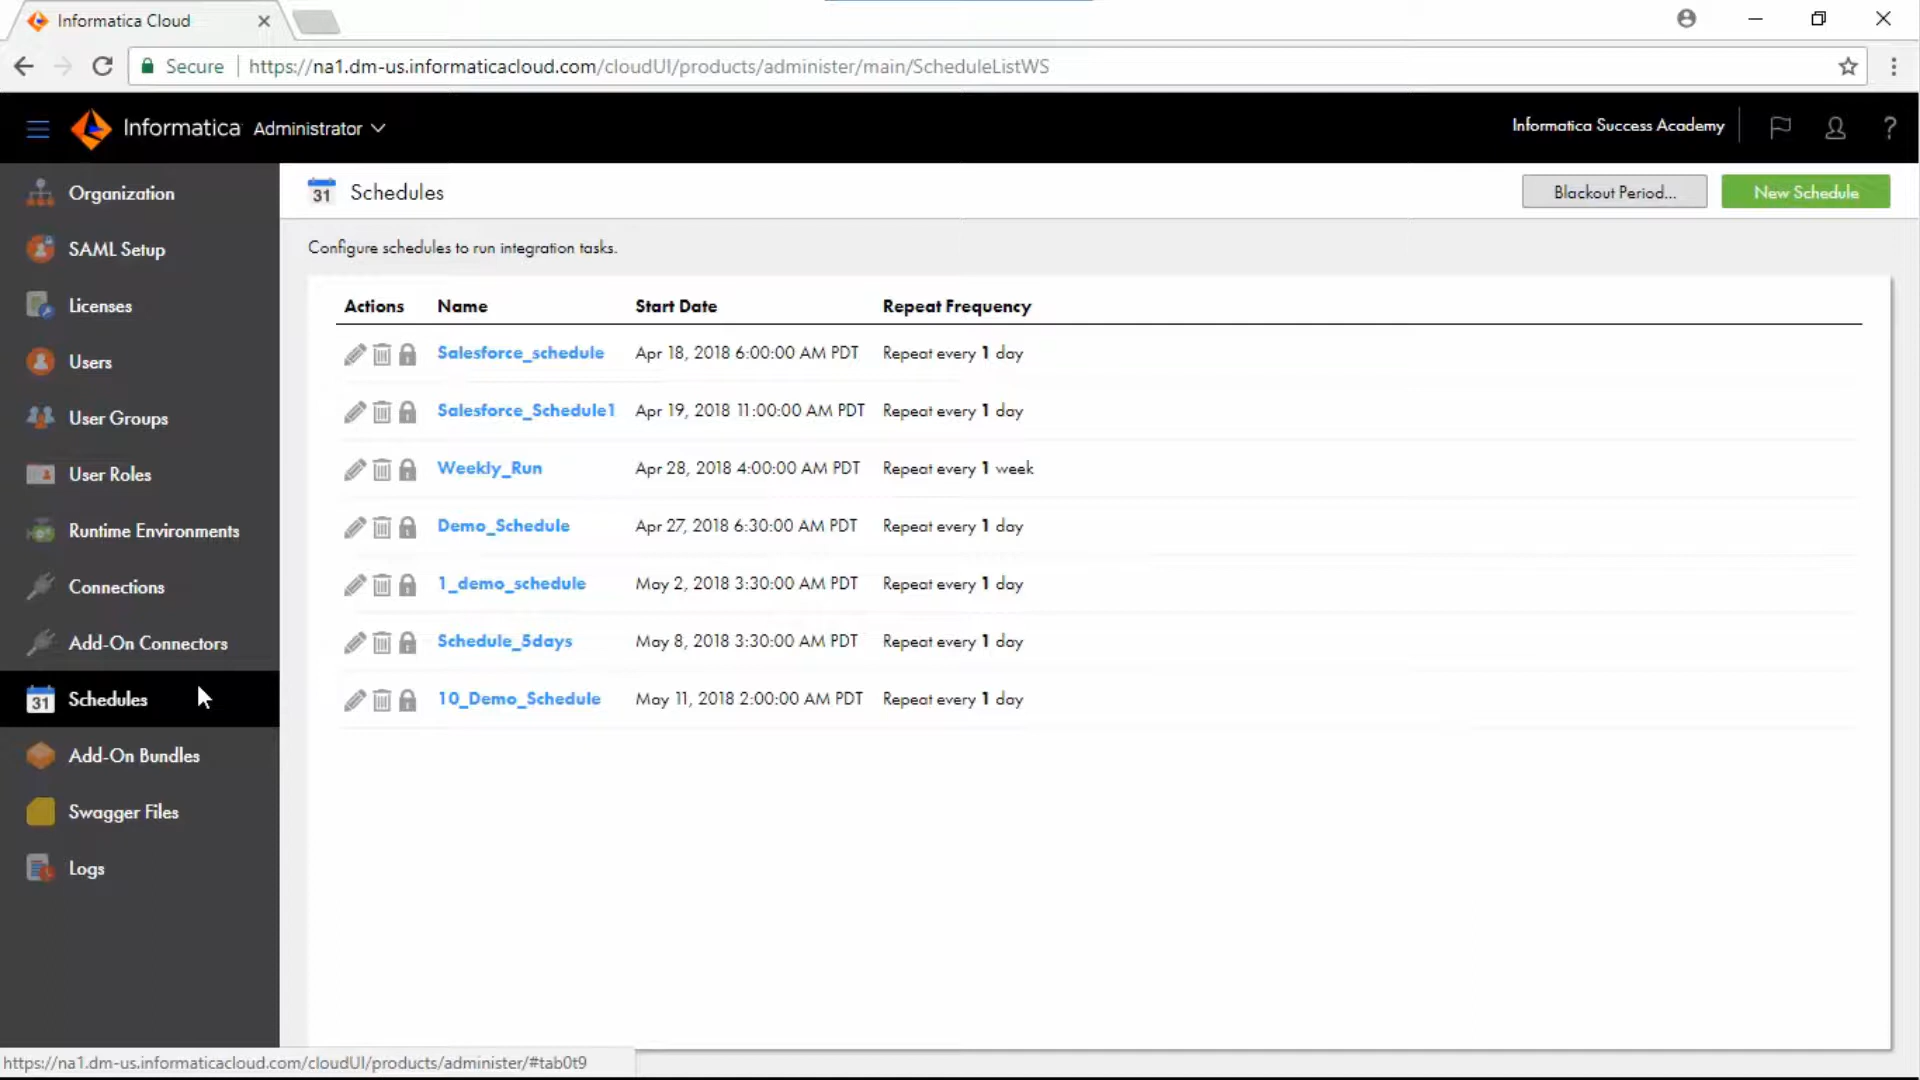 Informatica Cloud
Secure https://na1.dm-us.informaticacloud.com/cloudUI/products/administer/main/ScheduleListWS
Informatica Administrator
Informatica Success Academy ?
Organization
SAML Setup
Licenses
Users
User Groups
User Roles
Runtime Environments
Connections
Add-On Connectors
31 Schedules
Add-On Bundles
Swagger Files
Logs
31 Schedules
Blackout Period... New Schedule
Configure schedules to run integration tasks.
Actions Name Start Date Repeat Frequency
Salesforce_schedule Apr 18, 2018 6:00:00 AM PDT Repeat every 1 day
Salesforce_Schedule1 Apr 19, 2018 11:00:00 AM PDT Repeat every 1 day
Weekly_Run Apr 28, 2018 4:00:00 AM PDT Repeat every 1 week
Demo_Schedule Apr 27, 2018 6:30:00 AM PDT Repeat every 1 day
1_demo_schedule May 2, 2018 3:30:00 AM PDT Repeat every 1 day
Schedule_5days May 8, 2018 3:30:00 AM PDT Repeat every 1 day
10_Demo_Schedule May 11, 2018 2:00:00 AM PDT Repeat every 1 day
https://na1.dm-us.informaticacloud.com/cloudUI/products/administer/#tab0t9